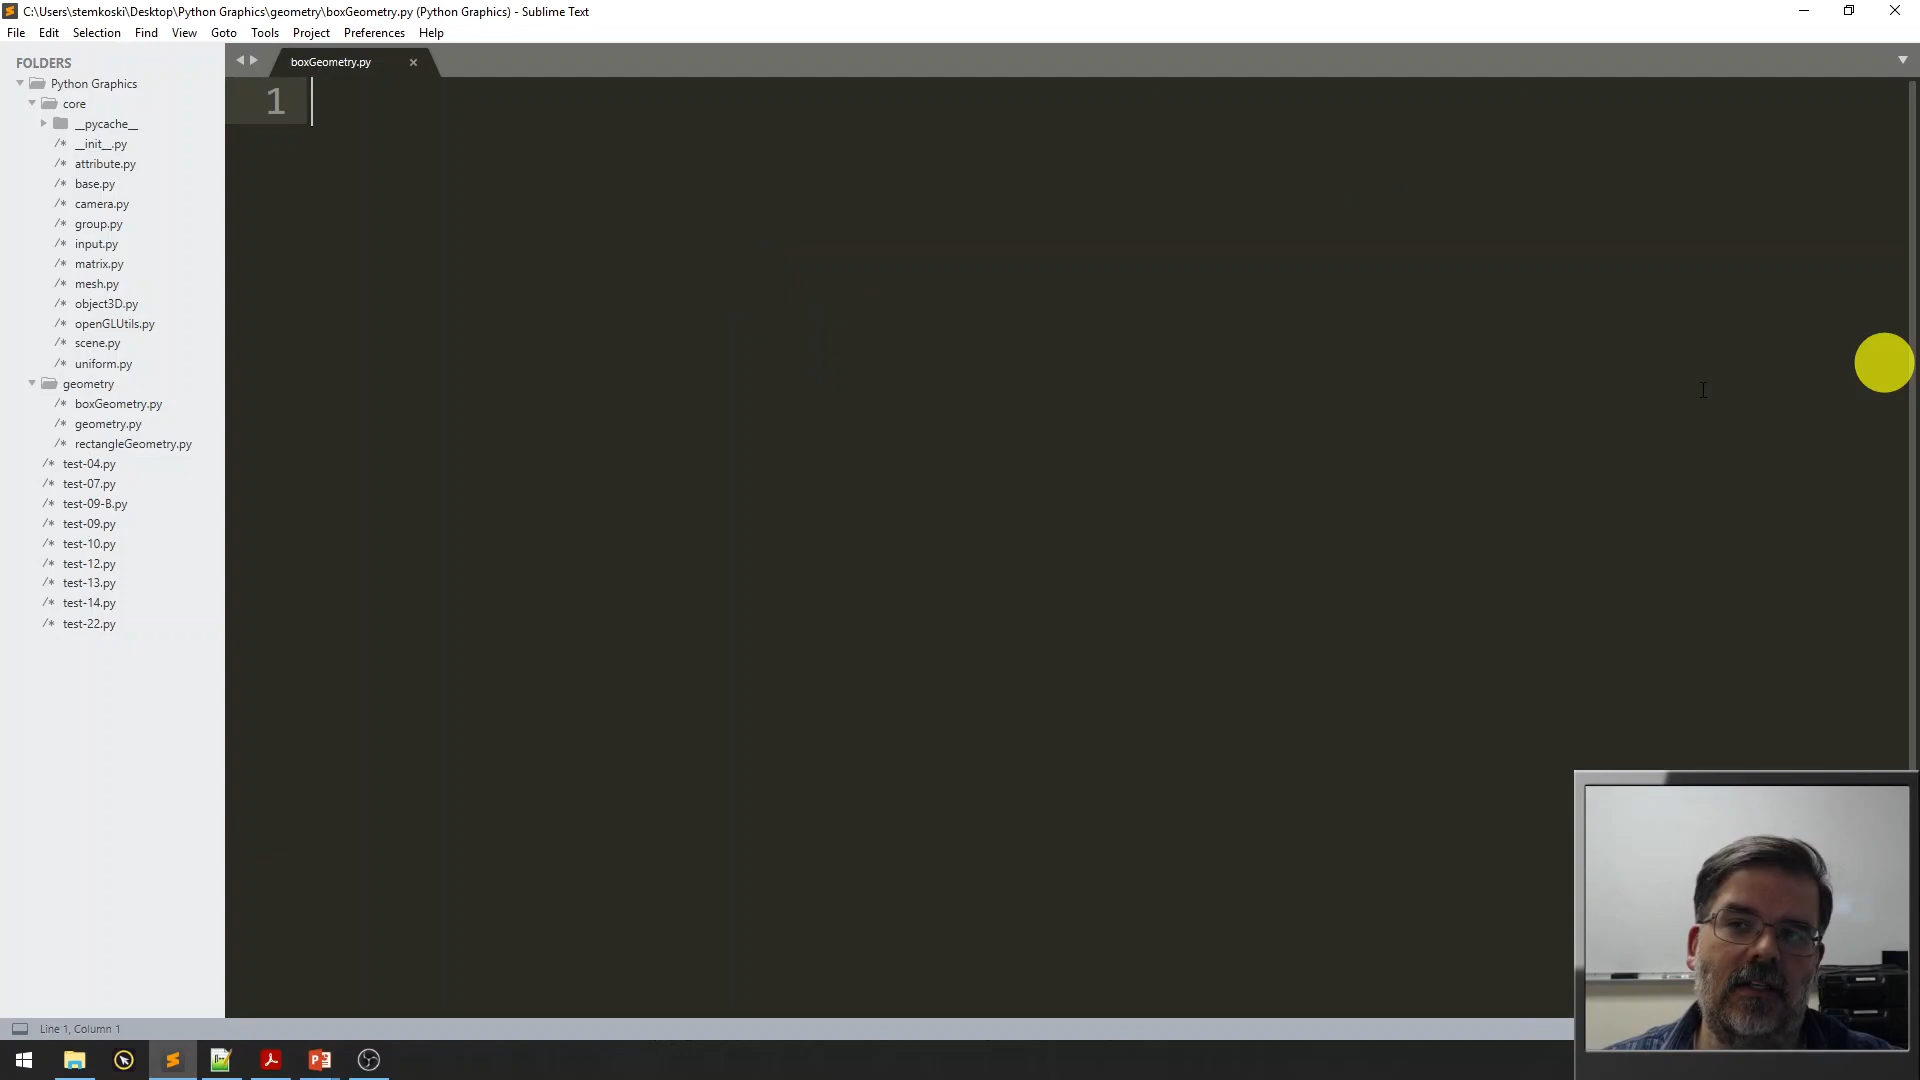 C:\Users\stemkoski\Desktop\Python Graphics\geometry\boxGeometry.py (Python Graphics) - Sublime Text
File Edit Selection Find View Goto Tools Project Preferences Help
FOLDERS
Python Graphics
core
__pycache__
/* __init__.py
/* attribute.py
/* base.py
/* camera.py
/* group.py
/* input.py
/* matrix.py
/* mesh.py
/* object3D.py
/* openGLUtils.py
/* scene.py
/* uniform.py
geometry
/* boxGeometry.py
/* geometry.py
/* rectangleGeometry.py
/* test-04.py
/* test-07.py
/* test-09-B.py
/* test-09.py
/* test-10.py
/* test-12.py
/* test-13.py
/* test-14.py
/* test-22.py
boxGeometry.py
1
Line 1, Column 1